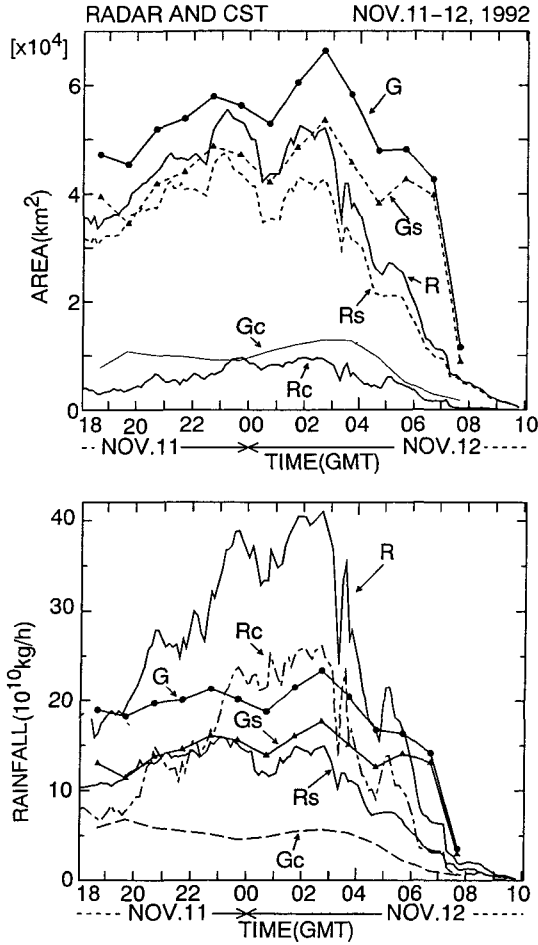 RADAR AND CST NOV.11-12, 1992
[x10⁴]
6
4
2
0
AREA(km²)
G
Gs
R
Rs
Gc
Rc
18 20 22 00 02 04 06 08 10
NOV.11 NOV.12
TIME(GMT)
40
30
20
10
0
RAINFALL(10¹⁰kg/h)
R
Rc
G
Gs
Rs
Gc
18 20 22 00 02 04 06 08 10
NOV.11 NOV.12
TIME(GMT)